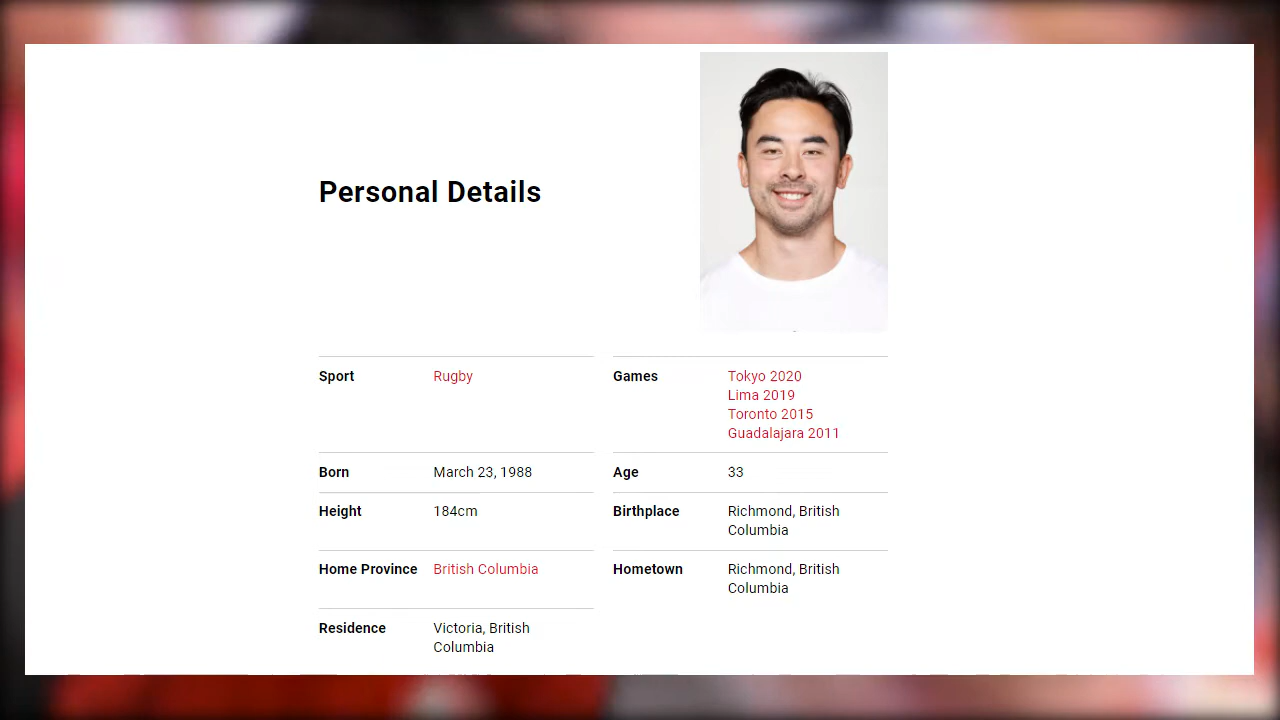 Personal Details
Sport Rugby
Games Tokyo 2020
Lima 2019
Toronto 2015
Guadalajara 2011
Born March 23, 1988
Age 33
Height 184cm
Birthplace Richmond, British
Columbia
Home Province British Columbia
Hometown Richmond, British
Columbia
Residence Victoria, British
Columbia